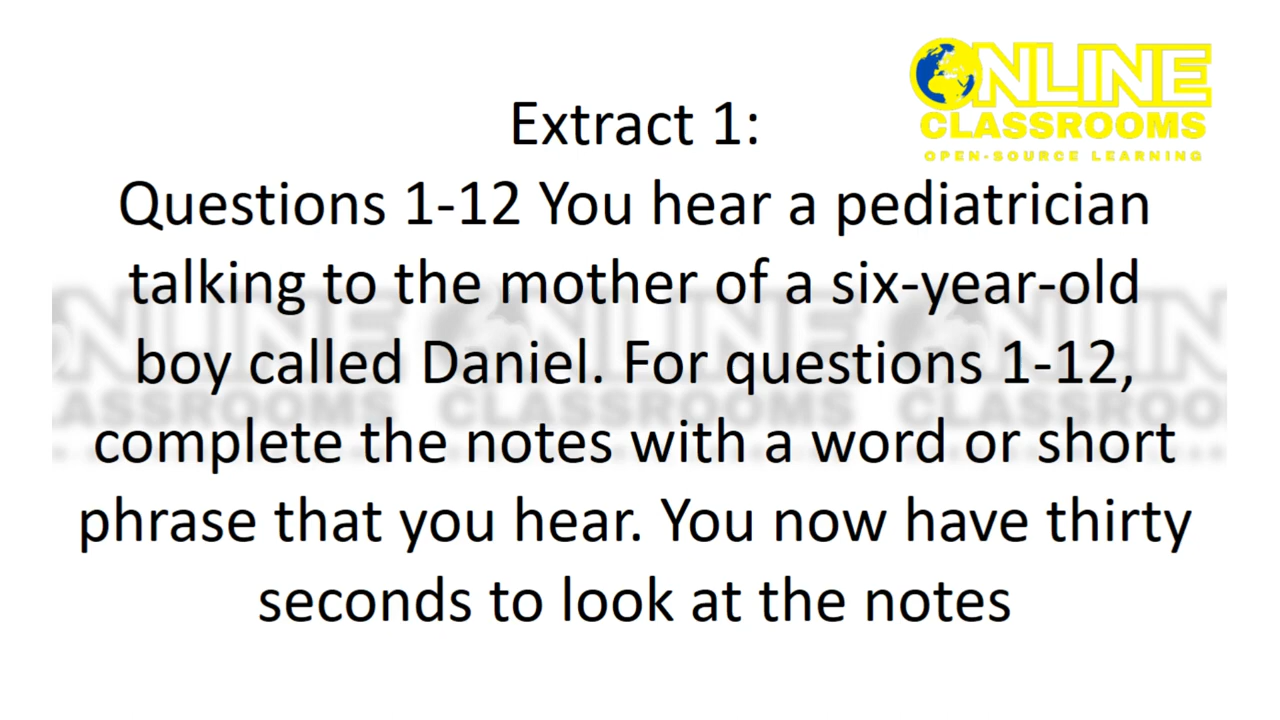 ONLINE
CLASSROOMS
OPEN-SOURCE LEARNING
Extract 1:
Questions 1-12 You hear a pediatrician
talking to the mother of a six-year-old
boy called Daniel. For questions 1-12,
complete the notes with a word or short
phrase that you hear. You now have thirty
seconds to look at the notes